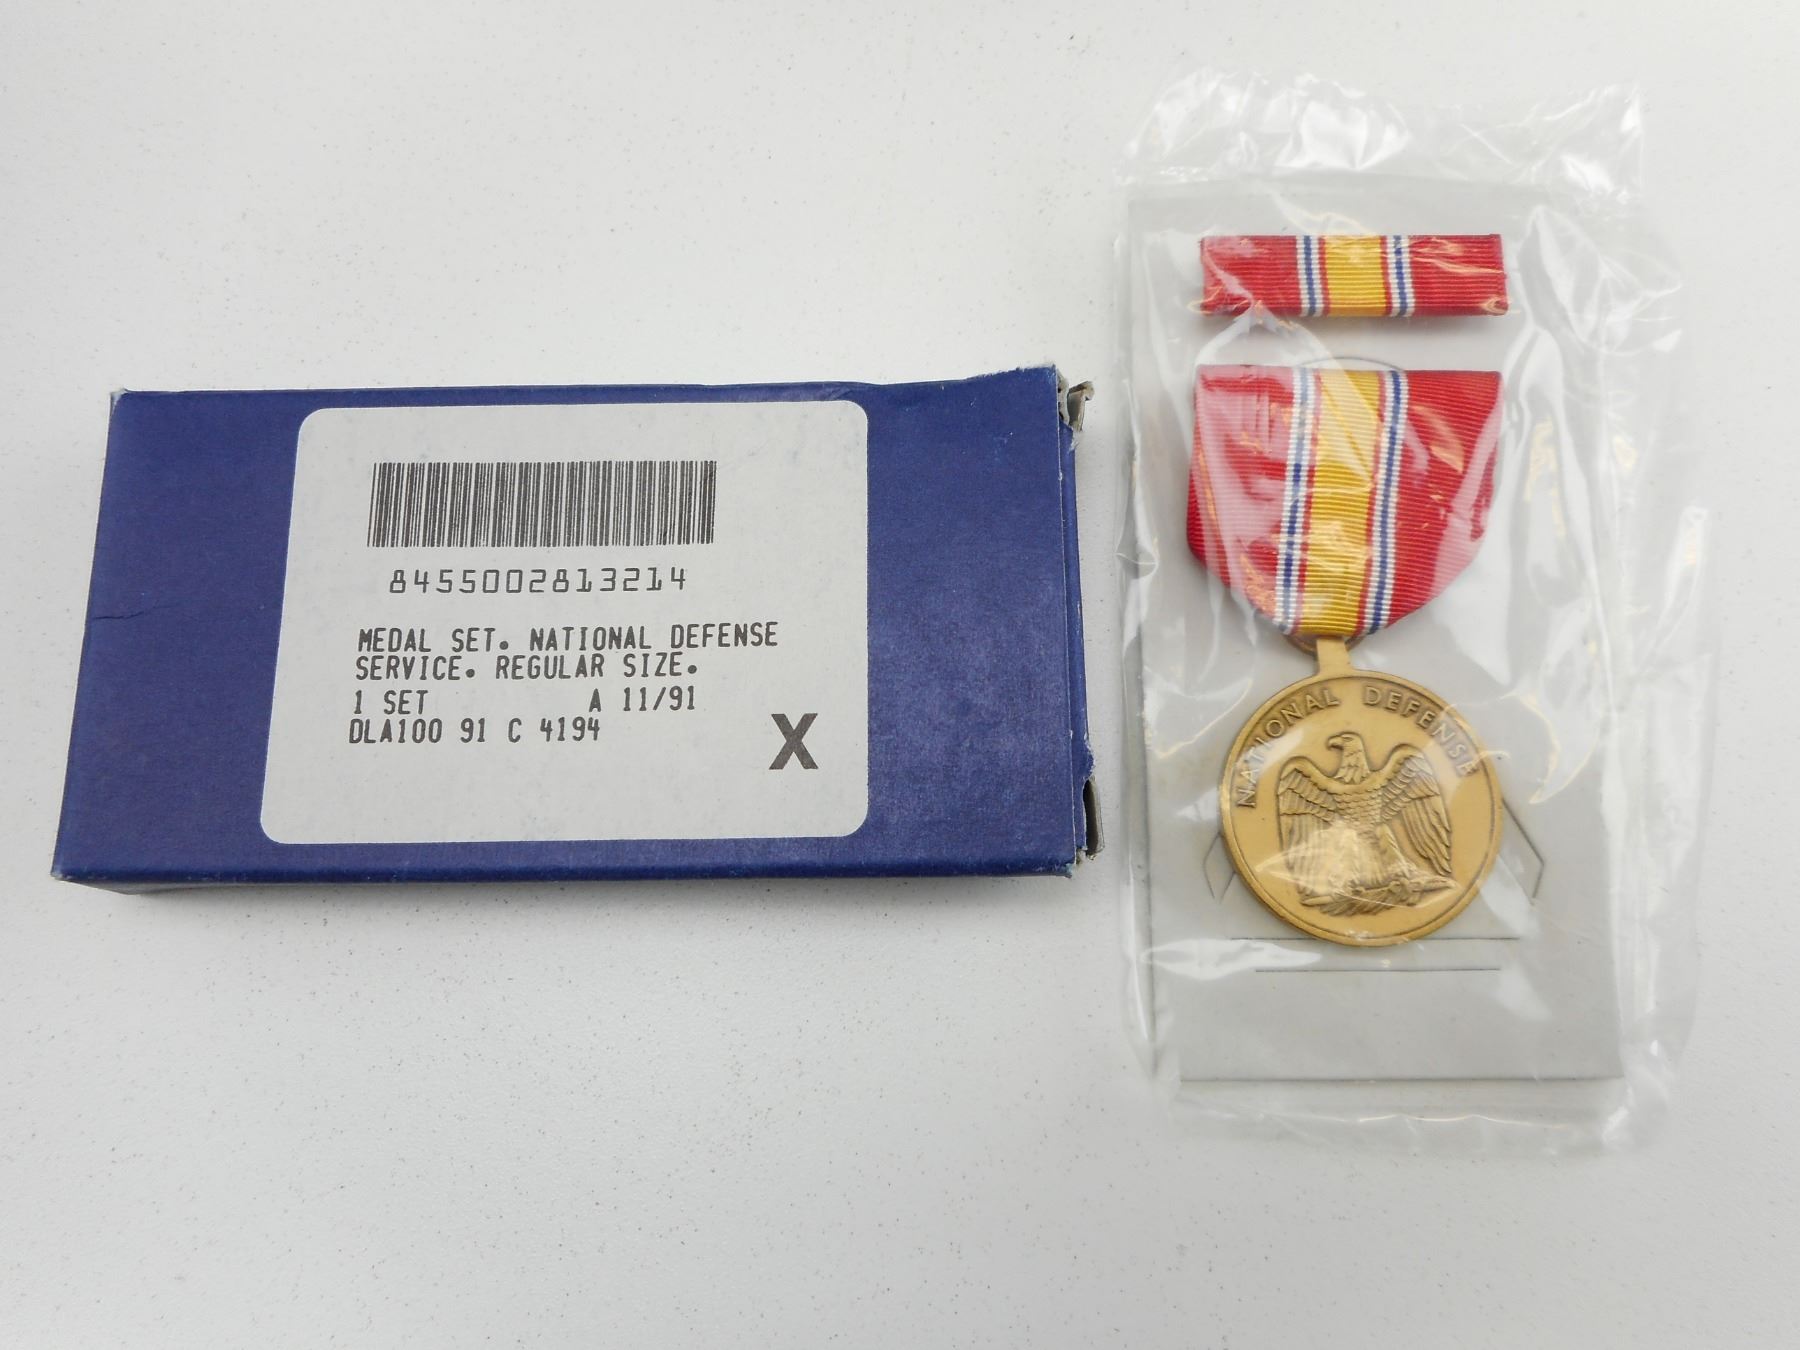 8455002813214
MEDAL SET. NATIONAL DEFENSE
SERVICE. REGULAR SIZE.
1 SET A 11/91
DLA100 91 C 4194
X
NATIONAL DEFENSE